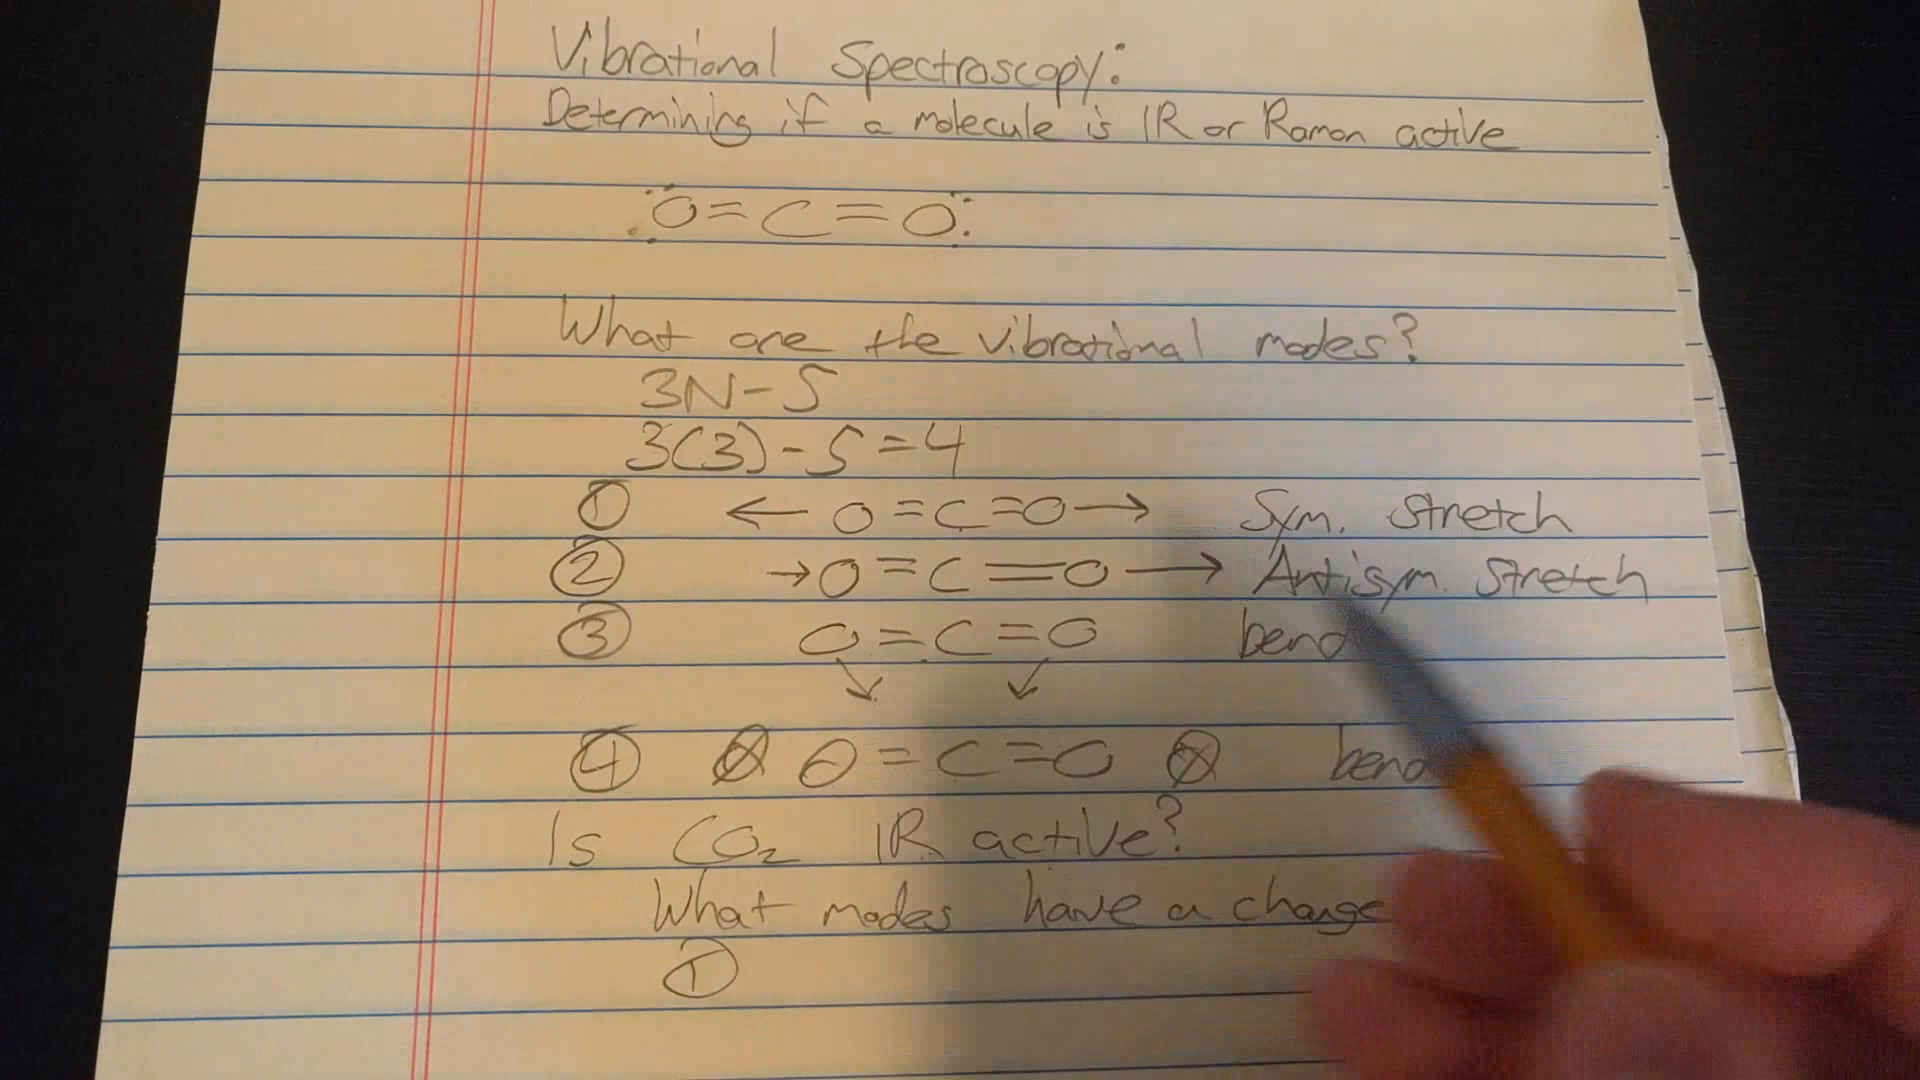 Vibrational Spectroscopy:
Determining if a molecule is IR or Raman active
:Ö=C=Ö:
What are the vibrational modes?
3N-5
3(3)-5=4
① ← O=C=O → Sym. Stretch
② →O=C=O → Antisym. Stretch
③ O=C=O bend
↘ ↙
④ ⊗ O=C=O ⊗ bend
Is CO₂ IR active?
What modes have a change
①